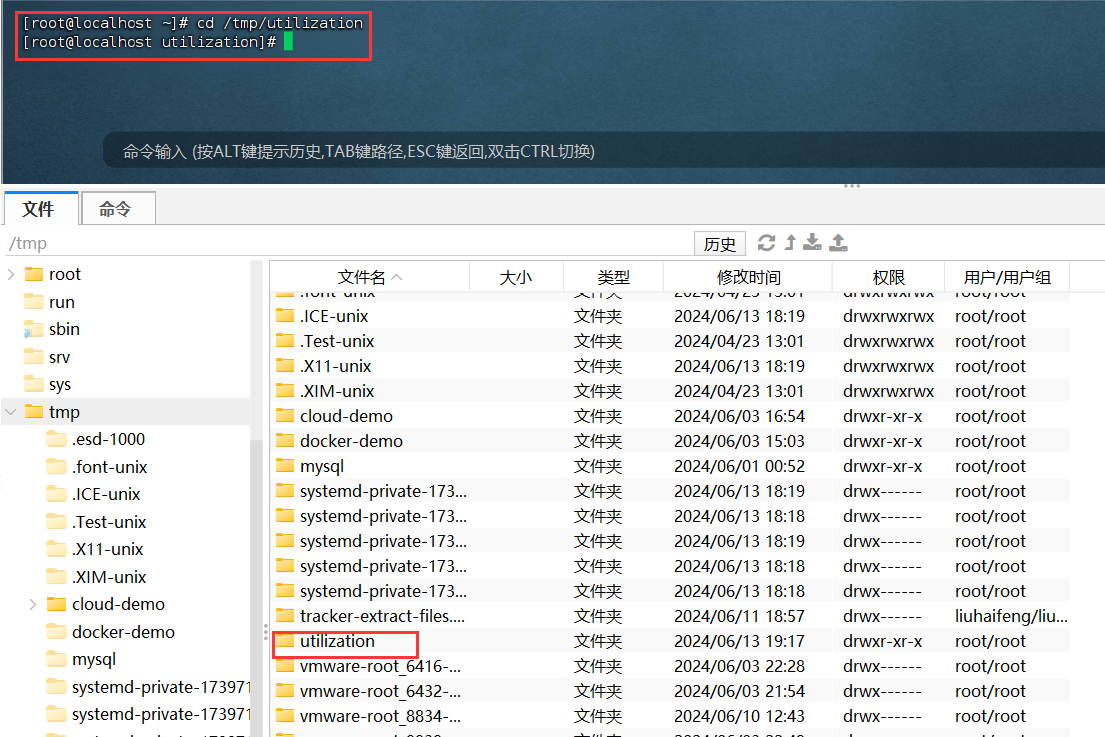 [root@localhost ~]# cd /tmp/utilization
[root@localhost utilization]#
命令输入 (按ALT键提示历史,TAB键路径,ESC键返回,双击CTRL切换)
文件 命令
/tmp 历史
root
run
sbin
srv
sys
tmp
.esd-1000
.font-unix
.ICE-unix
.Test-unix
.X11-unix
.XIM-unix
cloud-demo
docker-demo
mysql
systemd-private-173971
systemd-private-173971
文件名 大小 类型 修改时间 权限 用户/用户组
.font-unix 文件夹 2024/04/23 13:01 drwxrwxrwx root/root
.ICE-unix 文件夹 2024/06/13 18:19 drwxrwxrwx root/root
.Test-unix 文件夹 2024/04/23 13:01 drwxrwxrwx root/root
.X11-unix 文件夹 2024/06/13 18:19 drwxrwxrwx root/root
.XIM-unix 文件夹 2024/04/23 13:01 drwxrwxrwx root/root
cloud-demo 文件夹 2024/06/03 16:54 drwxr-xr-x root/root
docker-demo 文件夹 2024/06/03 15:03 drwxr-xr-x root/root
mysql 文件夹 2024/06/01 00:52 drwxr-xr-x root/root
systemd-private-173... 文件夹 2024/06/13 18:19 drwx------ root/root
systemd-private-173... 文件夹 2024/06/13 18:18 drwx------ root/root
systemd-private-173... 文件夹 2024/06/13 18:19 drwx------ root/root
systemd-private-173... 文件夹 2024/06/13 18:18 drwx------ root/root
systemd-private-173... 文件夹 2024/06/13 18:18 drwx------ root/root
tracker-extract-files.... 文件夹 2024/06/11 18:57 drwx------ liuhaifeng/liu...
utilization 文件夹 2024/06/13 19:17 drwxr-xr-x root/root
vmware-root_6416-... 文件夹 2024/06/03 22:28 drwx------ root/root
vmware-root_6432-... 文件夹 2024/06/03 21:54 drwx------ root/root
vmware-root_8834-... 文件夹 2024/06/10 12:43 drwx------ root/root